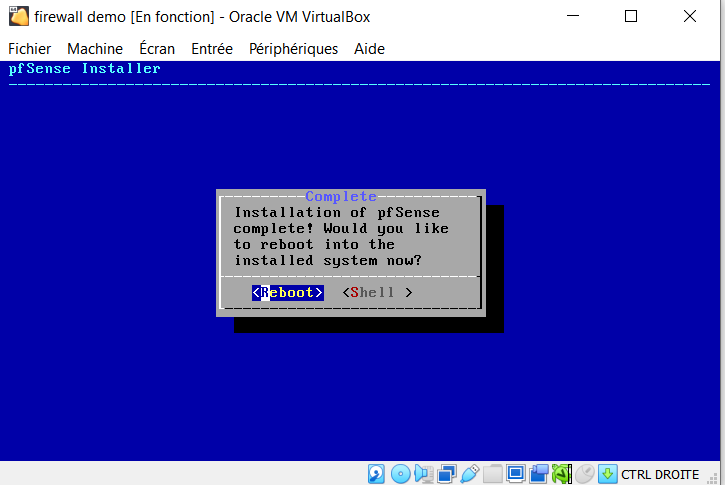 firewall demo [En fonction] - Oracle VM VirtualBox
Fichier Machine Écran Entrée Périphériques Aide
pfSense Installer
Complete
Installation of pfSense
complete! Would you like
to reboot into the
installed system now?
<Reboot> <Shell >
CTRL DROITE